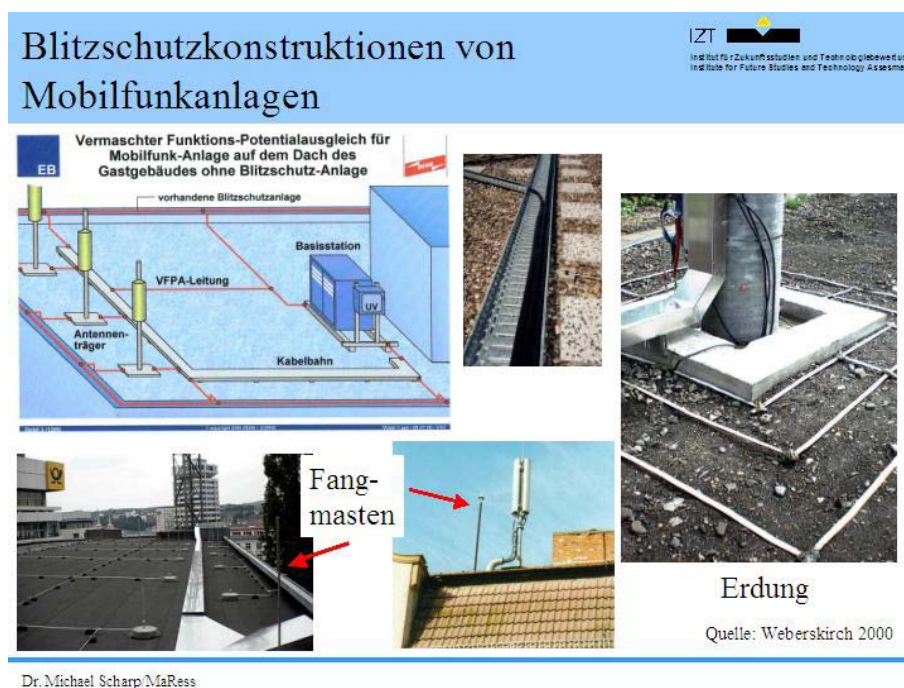 Blitzschutzkonstruktionen von
Mobilfunkanlagen
IZT
Institut für Zukunftsstudien und Technologiebewertu
Institute for Future Studies and Technology Assesme
EB
Vermaschter Funktions-Potentialausgleich für
Mobilfunk-Anlage auf dem Dach des
Gastgebäudes ohne Blitzschutz-Anlage
vorhandene Blitzschutzanlage
Basisstation
VFPA-Leitung
UV
Antennen-
träger
Kabelbahn
Fang-
masten
Erdung
Quelle: Weberskirch 2000
Dr. Michael Scharp/MaRess